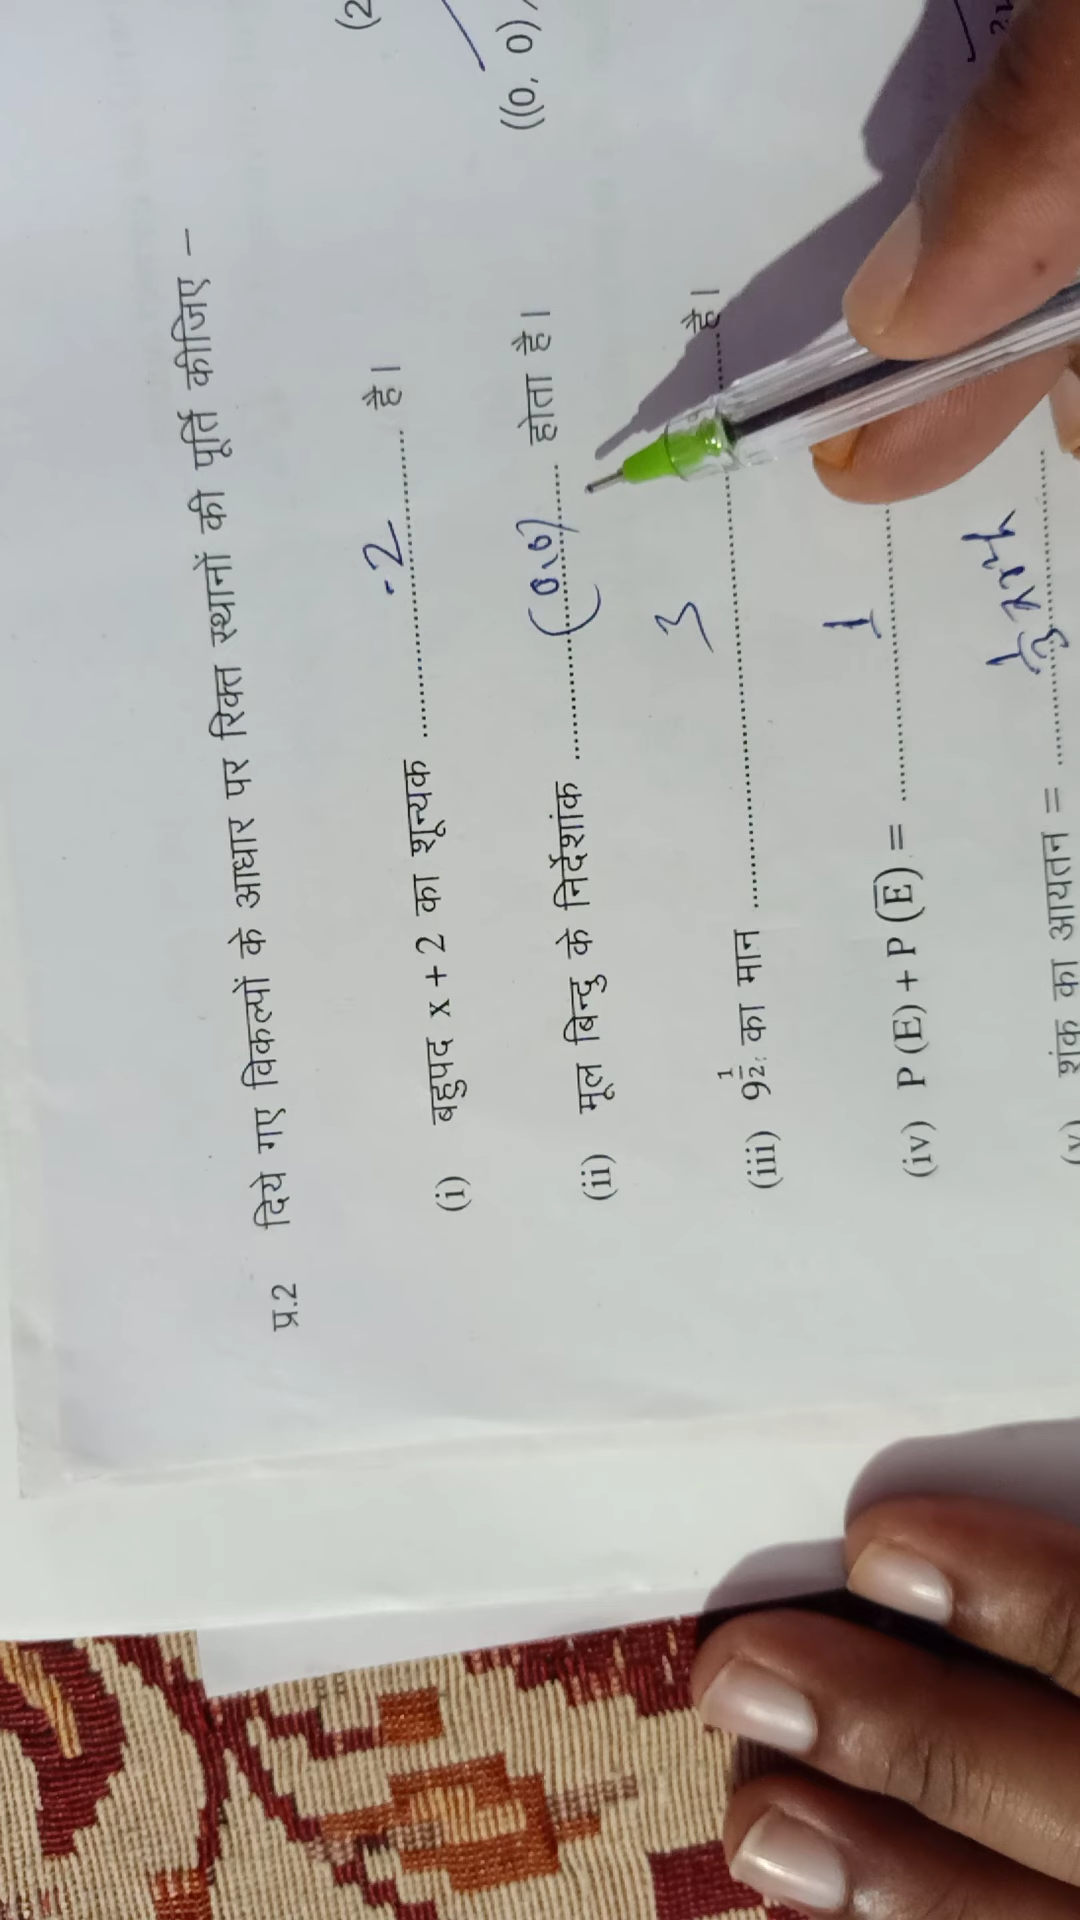 प्र.2 दिये गए विकल्पों के आधार पर रिक्त स्थानों की पूर्ति कीजिए –
(i) बहुपद x + 2 का शून्यक ........ -2 ........ है। (2
(ii) मूल बिन्दु के निर्देशांक ........ (0,0) ........ होता है। ((0, 0),
(iii) 9^1/2 का मान ........ 3 ........ है।
(iv) P (E) + P (E̅) = ........ 1 ........
(v) शंकु का आयतन = ........ 1/3 πr²h ........